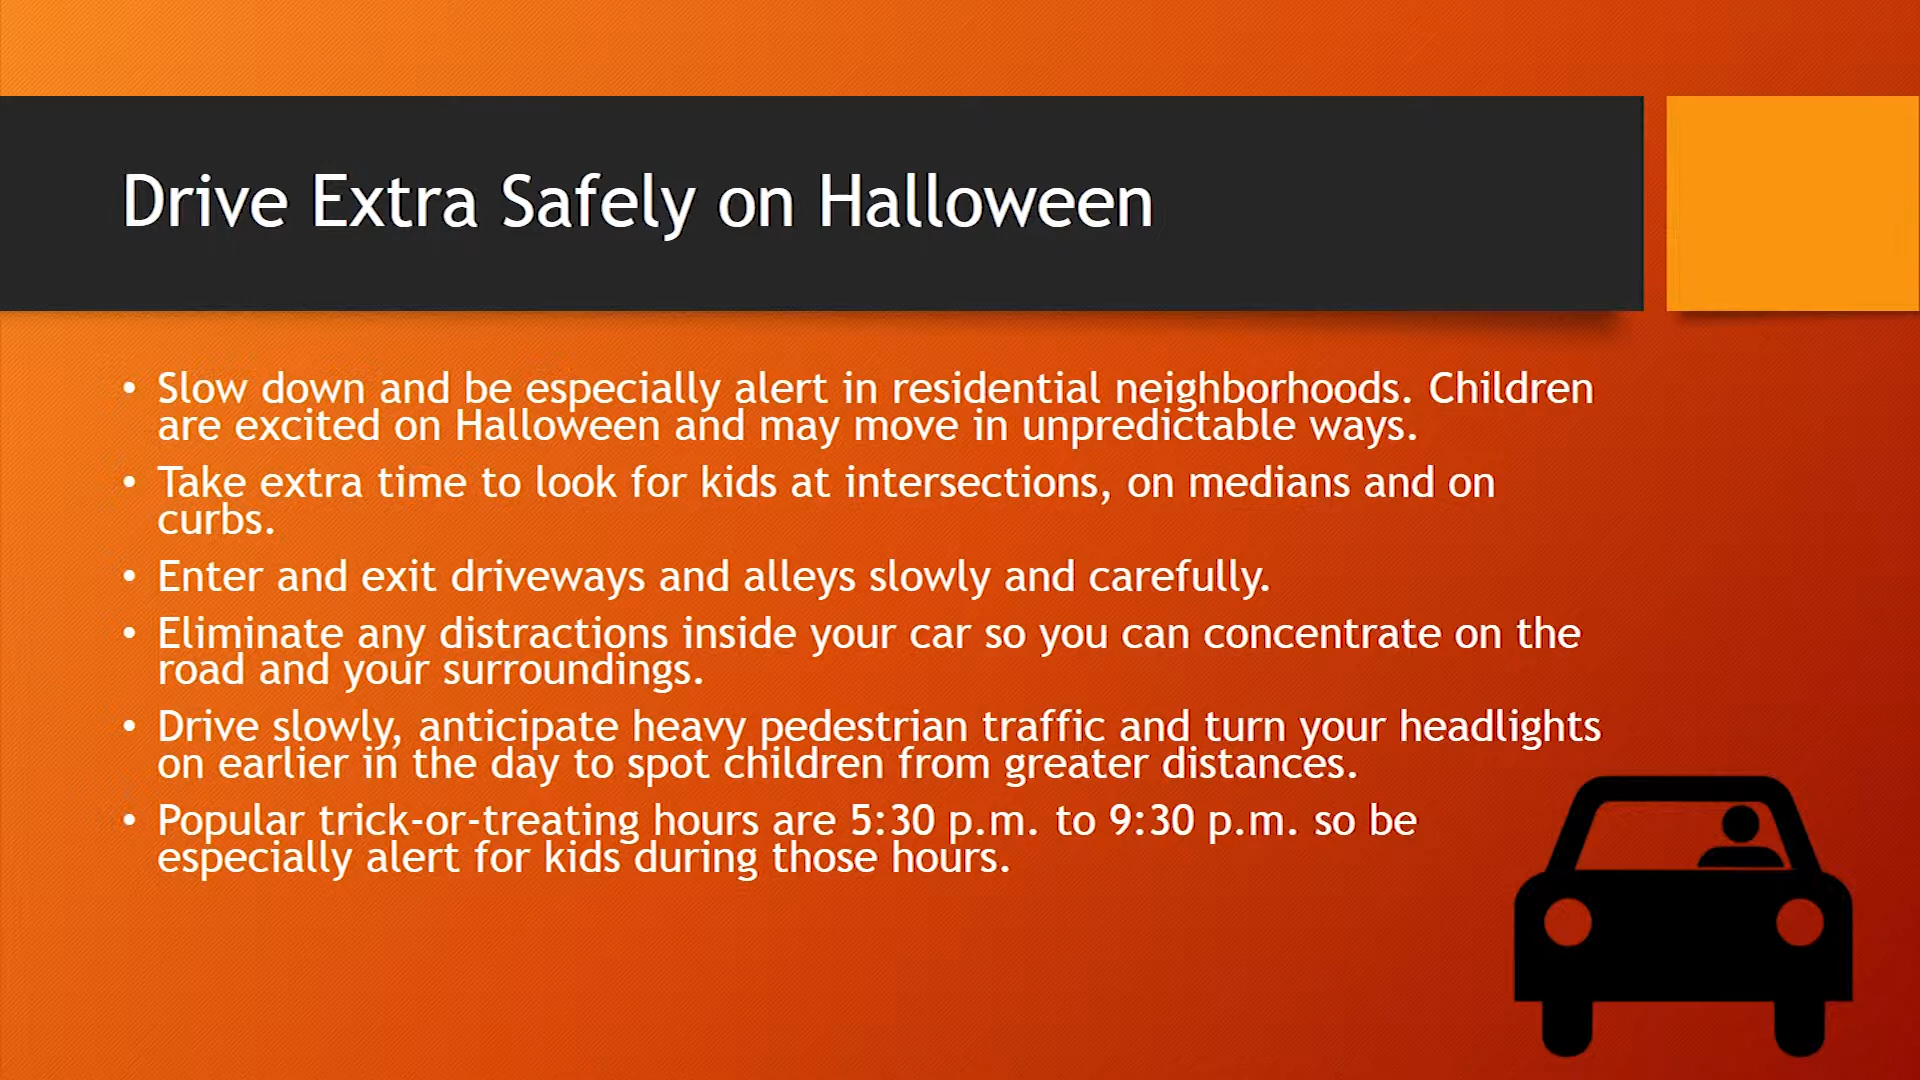 Drive Extra Safely on Halloween
• Slow down and be especially alert in residential neighborhoods. Children
are excited on Halloween and may move in unpredictable ways.
• Take extra time to look for kids at intersections, on medians and on
curbs.
• Enter and exit driveways and alleys slowly and carefully.
• Eliminate any distractions inside your car so you can concentrate on the
road and your surroundings.
• Drive slowly, anticipate heavy pedestrian traffic and turn your headlights
on earlier in the day to spot children from greater distances.
• Popular trick-or-treating hours are 5:30 p.m. to 9:30 p.m. so be
especially alert for kids during those hours.